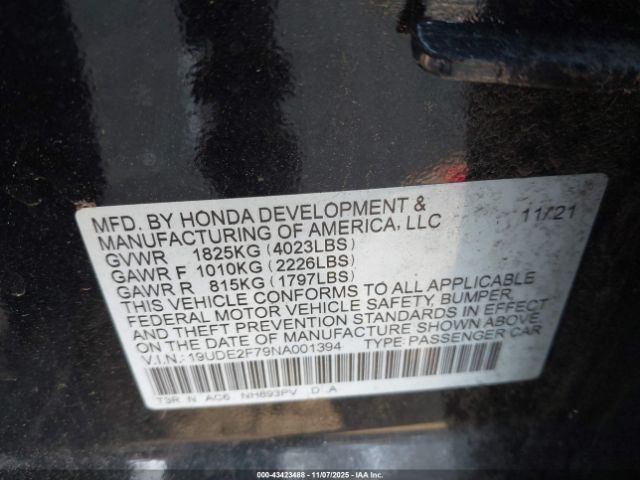 MFD. BY HONDA DEVELOPMENT & 11/21
MANUFACTURING OF AMERICA, LLC
GVWR 1825KG (4023LBS)
GAWR F 1010KG (2226LBS)
GAWR R 815KG (1797LBS)
THIS VEHICLE CONFORMS TO ALL APPLICABLE
FEDERAL MOTOR VEHICLE SAFETY, BUMPER,
AND THEFT PREVENTION STANDARDS IN EFFECT
ON THE DATE OF MANUFACTURE SHOWN ABOVE.
V.I.N.: 19UDE2F79NA001394 TYPE: PASSENGER CAR
T3R N AC6 NH893PV D A
000-43423488 - 11/07/2025 - IAA Inc.